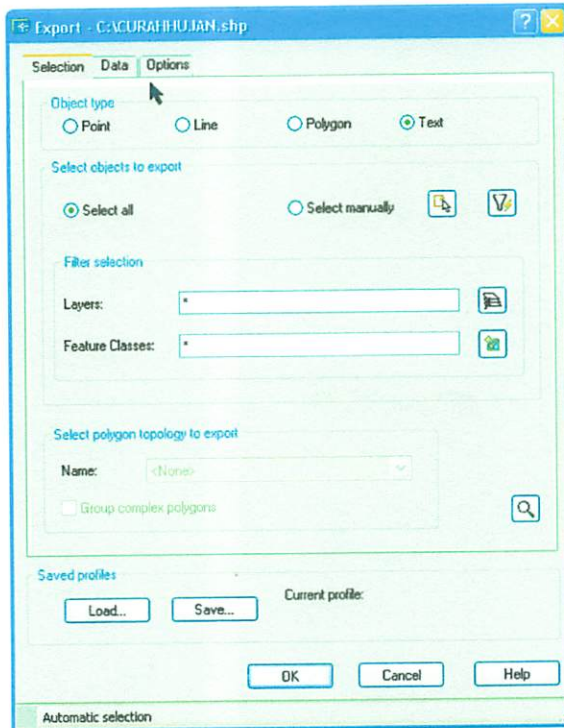 Export - C:\CURAHHUJAN.shp
Selection Data Options
Object type
Point Line Polygon Text
Select objects to export
Select all Select manually
Filter selection
Layers: *
Feature Classes: *
Select polygon topology to export
Name: <None>
Group complex polygons
Saved profiles
Load... Save... Current profile:
OK Cancel Help
Automatic selection